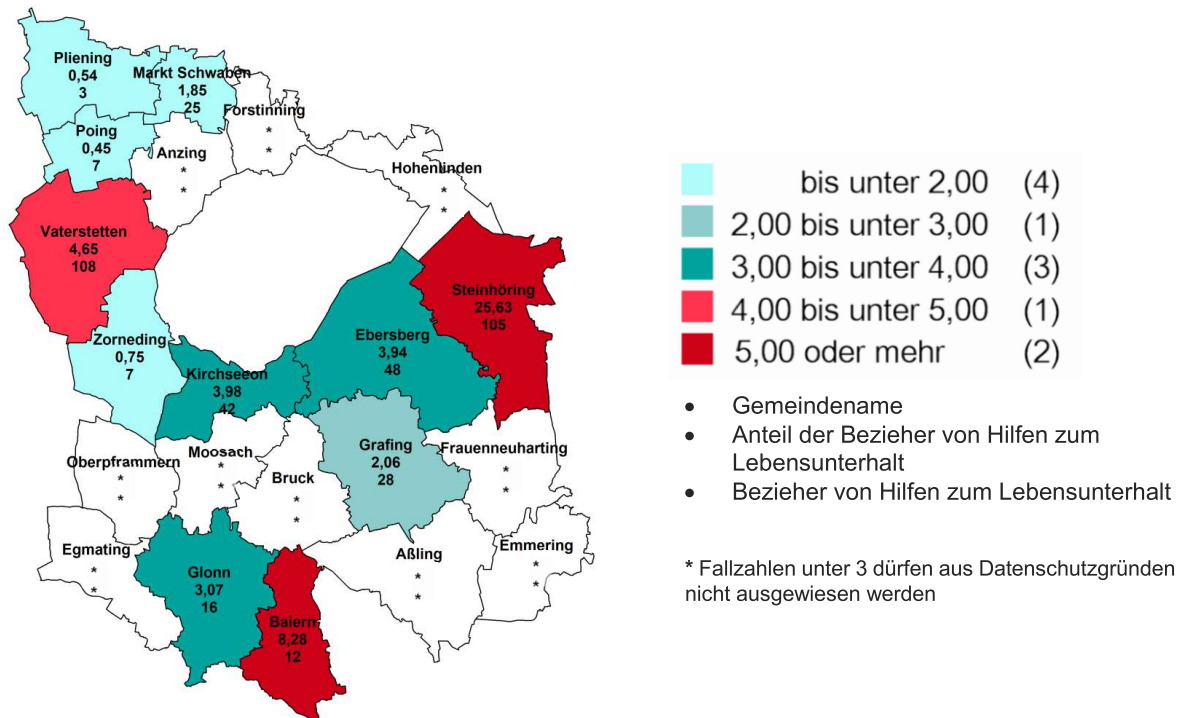 Pliening
0,54
3
Markt Schwaben
1,85
25
Forstinning
*
*
Poing
0,45
7
Anzing
*
*
Hohenlinden
*
*
Vaterstetten
4,65
108
Steinhöring
25,63
105
Ebersberg
3,94
48
Zorneding
0,75
7
Kirchseeon
3,98
42
Grafing
2,06
28
Frauenneuharting
*
*
Oberpframmern
*
*
Moosach
*
*
Bruck
*
*
Egmating
*
*
Glonn
3,07
16
Baiern
8,28
12
Aßling
*
*
Emmering
*
*
bis unter 2,00 (4)
2,00 bis unter 3,00 (1)
3,00 bis unter 4,00 (3)
4,00 bis unter 5,00 (1)
5,00 oder mehr (2)
• Gemeindename
• Anteil der Bezieher von Hilfen zum
Lebensunterhalt
• Bezieher von Hilfen zum Lebensunterhalt
* Fallzahlen unter 3 dürfen aus Datenschutzgründen
nicht ausgewiesen werden